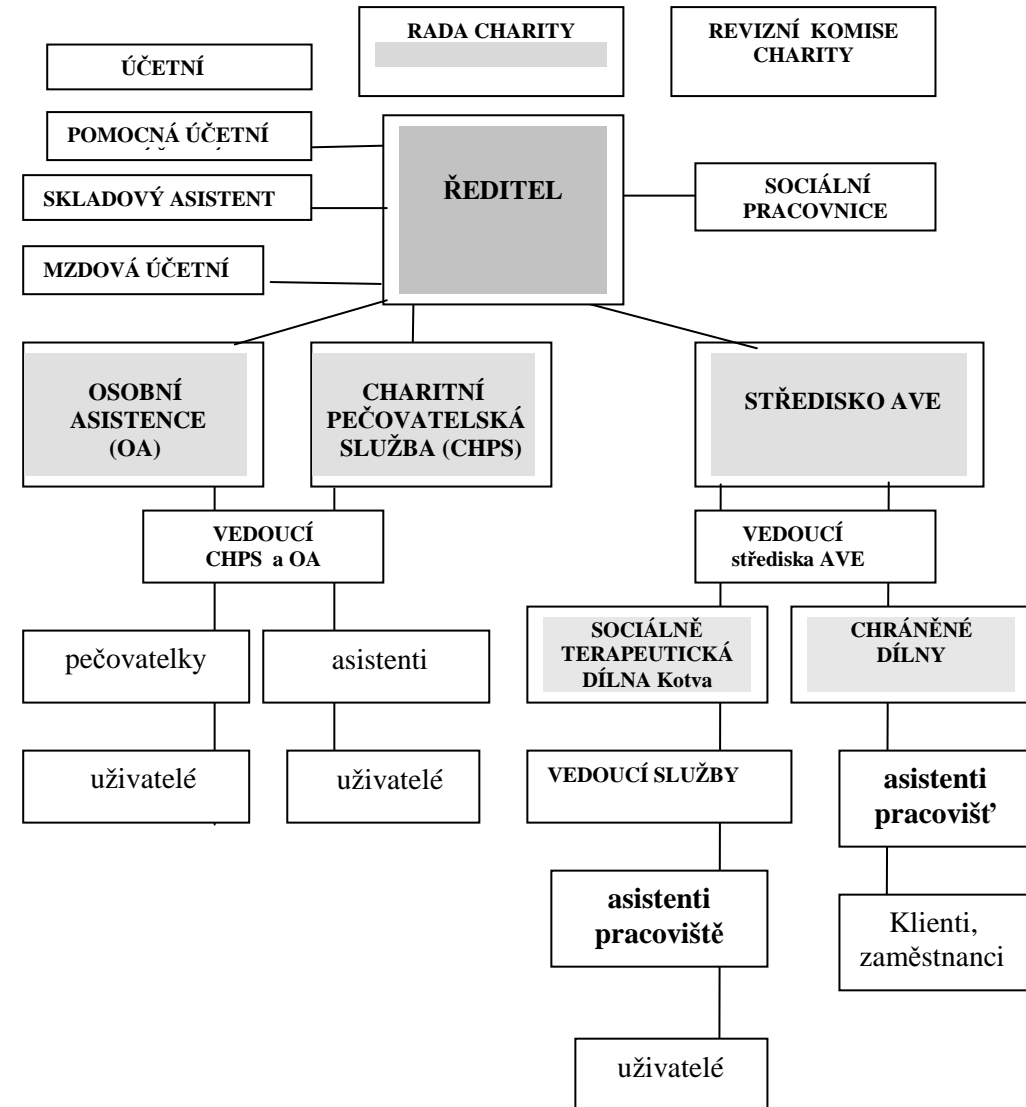 RADA CHARITY
REVIZNÍ KOMISE
CHARITY
ÚČETNÍ
POMOCNÁ ÚČETNÍ
ŘEDITEL
SKLADOVÝ ASISTENT
SOCIÁLNÍ
PRACOVNICE
MZDOVÁ ÚČETNÍ
OSOBNÍ
ASISTENCE
(OA)
CHARITNÍ
PEČOVATELSKÁ
SLUŽBA (CHPS)
STŘEDISKO AVE
VEDOUCÍ
CHPS a OA
VEDOUCÍ
střediska AVE
pečovatelky
asistenti
SOCIÁLNĚ
TERAPEUTICKÁ
DÍLNA Kotva
CHRÁNĚNÉ
DÍLNY
uživatelé
uživatelé
VEDOUCÍ SLUŽBY
asistenti
pracovišť
asistenti
pracoviště
Klienti,
zaměstnanci
uživatelé